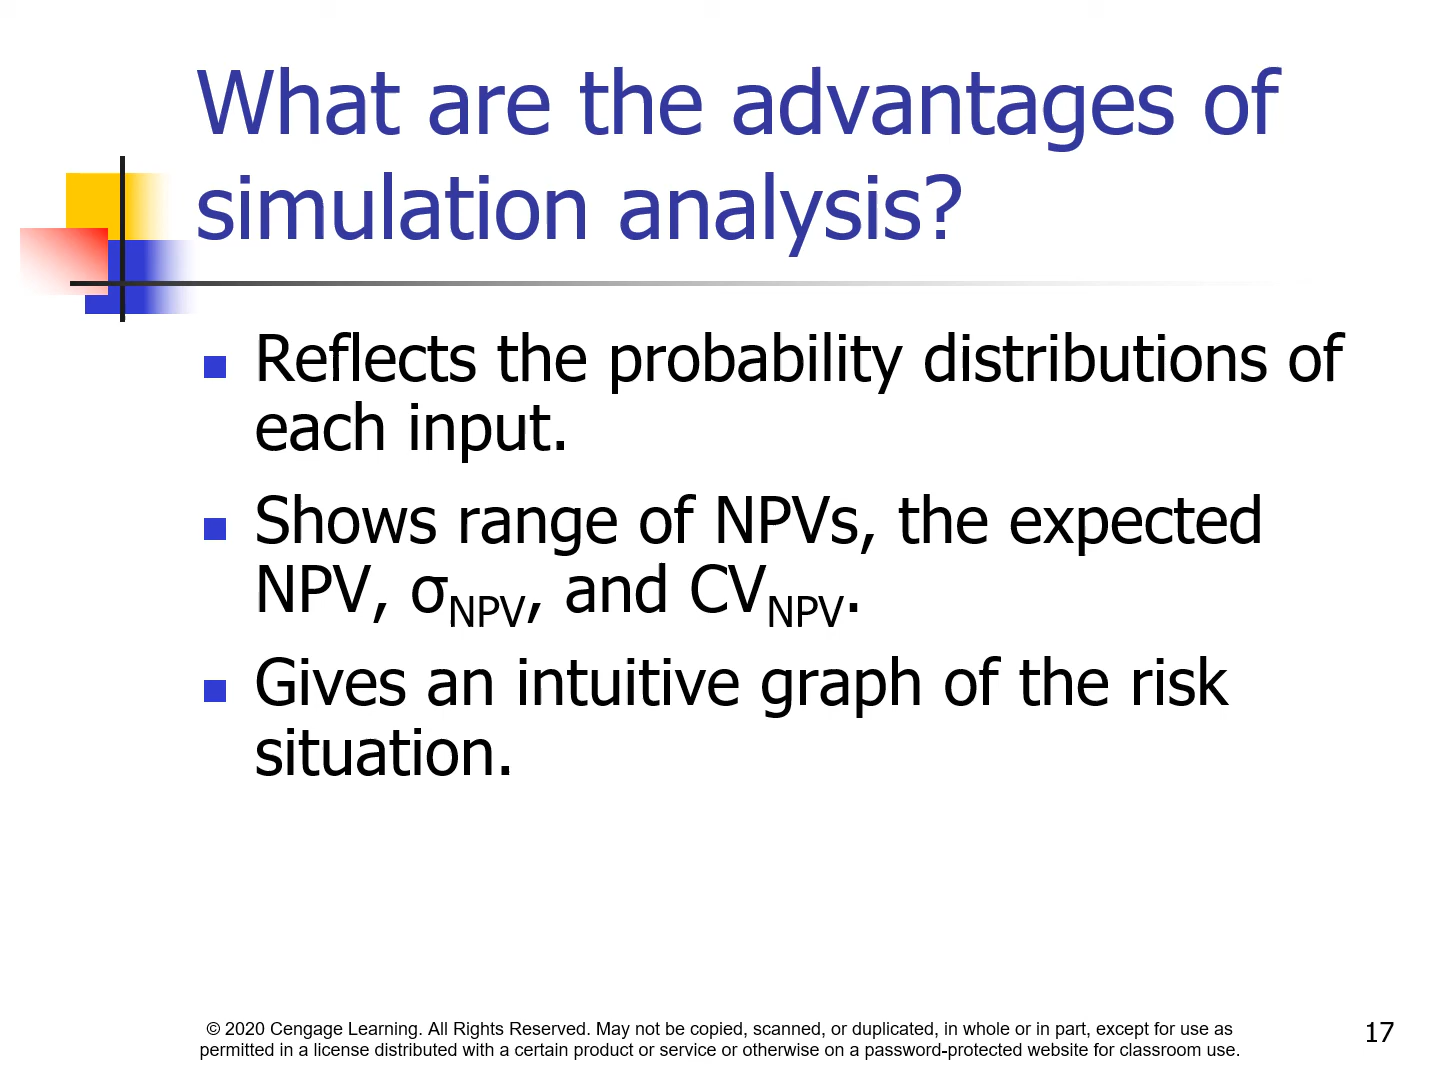 What are the advantages of
simulation analysis?
Reflects the probability distributions of
each input.
Shows range of NPVs, the expected
NPV, σNPV, and CVNPV.
Gives an intuitive graph of the risk
situation.
© 2020 Cengage Learning. All Rights Reserved. May not be copied, scanned, or duplicated, in whole or in part, except for use as
permitted in a license distributed with a certain product or service or otherwise on a password-protected website for classroom use.
17